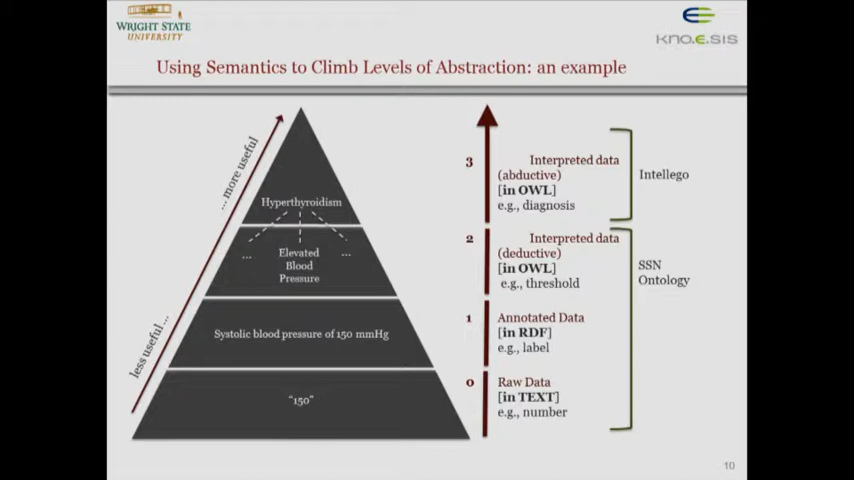 WRIGHT STATE
UNIVERSITY
kno.e.sis
Using Semantics to Climb Levels of Abstraction: an example
... more useful
less useful ...
Hyperthyroidism
...
Elevated
Blood
Pressure
...
Systolic blood pressure of 150 mmHg
“150”
3
Interpreted data
(abductive)
[in OWL]
e.g., diagnosis
Intellego
2
Interpreted data
(deductive)
[in OWL]
e.g., threshold
SSN
Ontology
1
Annotated Data
[in RDF]
e.g., label
0
Raw Data
[in TEXT]
e.g., number
10